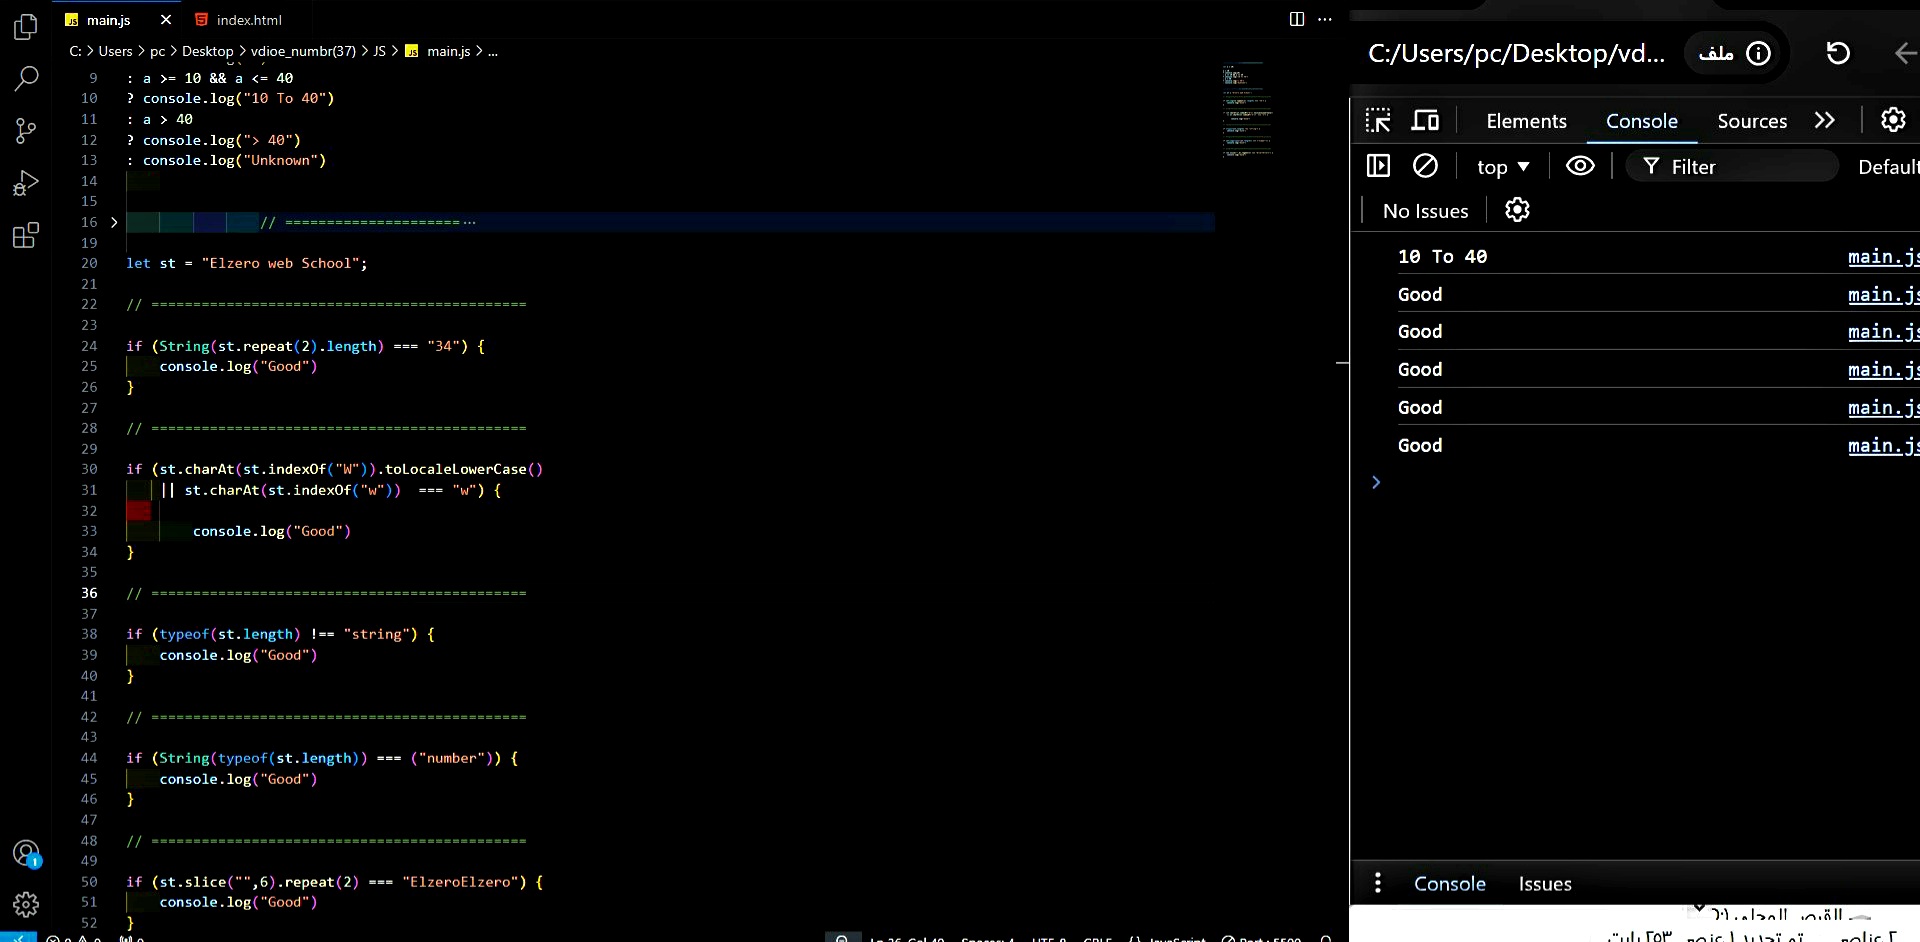 main.js
index.html
C: > Users > pc > Desktop > vdioe_numbr(37) > JS > main.js > ...
9 : a >= 10 && a <= 40
10 ? console.log("10 To 40")
11 : a > 40
12 ? console.log("> 40")
13 : console.log("Unknown")
14
15
16 // =====================...
19
20 let st = "Elzero web School";
21
22 // =============================================
23
24 if (String(st.repeat(2).length) === "34") {
25 console.log("Good")
26 }
27
28 // =============================================
29
30 if (st.charAt(st.indexOf("W")).toLocaleLowerCase()
31 || st.charAt(st.indexOf("w")) === "w") {
32
33 console.log("Good")
34 }
35
36 // =============================================
37
38 if (typeof(st.length) !== "string") {
39 console.log("Good")
40 }
41
42 // =============================================
43
44 if (String(typeof(st.length)) === ("number")) {
45 console.log("Good")
46 }
47
48 // =============================================
49
50 if (st.slice("",6).repeat(2) === "ElzeroElzero") {
51 console.log("Good")
52 }
1
C:/Users/pc/Desktop/vd... ملف
Elements Console Sources
top Filter Default
No Issues
10 To 40 main.js
Good main.js
Good main.js
Good main.js
Good main.js
Good main.js
Console Issues